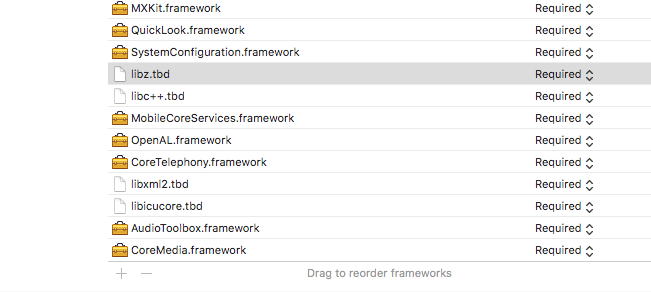 MXKit.framework Required
QuickLook.framework Required
SystemConfiguration.framework Required
libz.tbd Required
libc++.tbd Required
MobileCoreServices.framework Required
OpenAL.framework Required
CoreTelephony.framework Required
libxml2.tbd Required
libicucore.tbd Required
AudioToolbox.framework Required
CoreMedia.framework Required
Drag to reorder frameworks